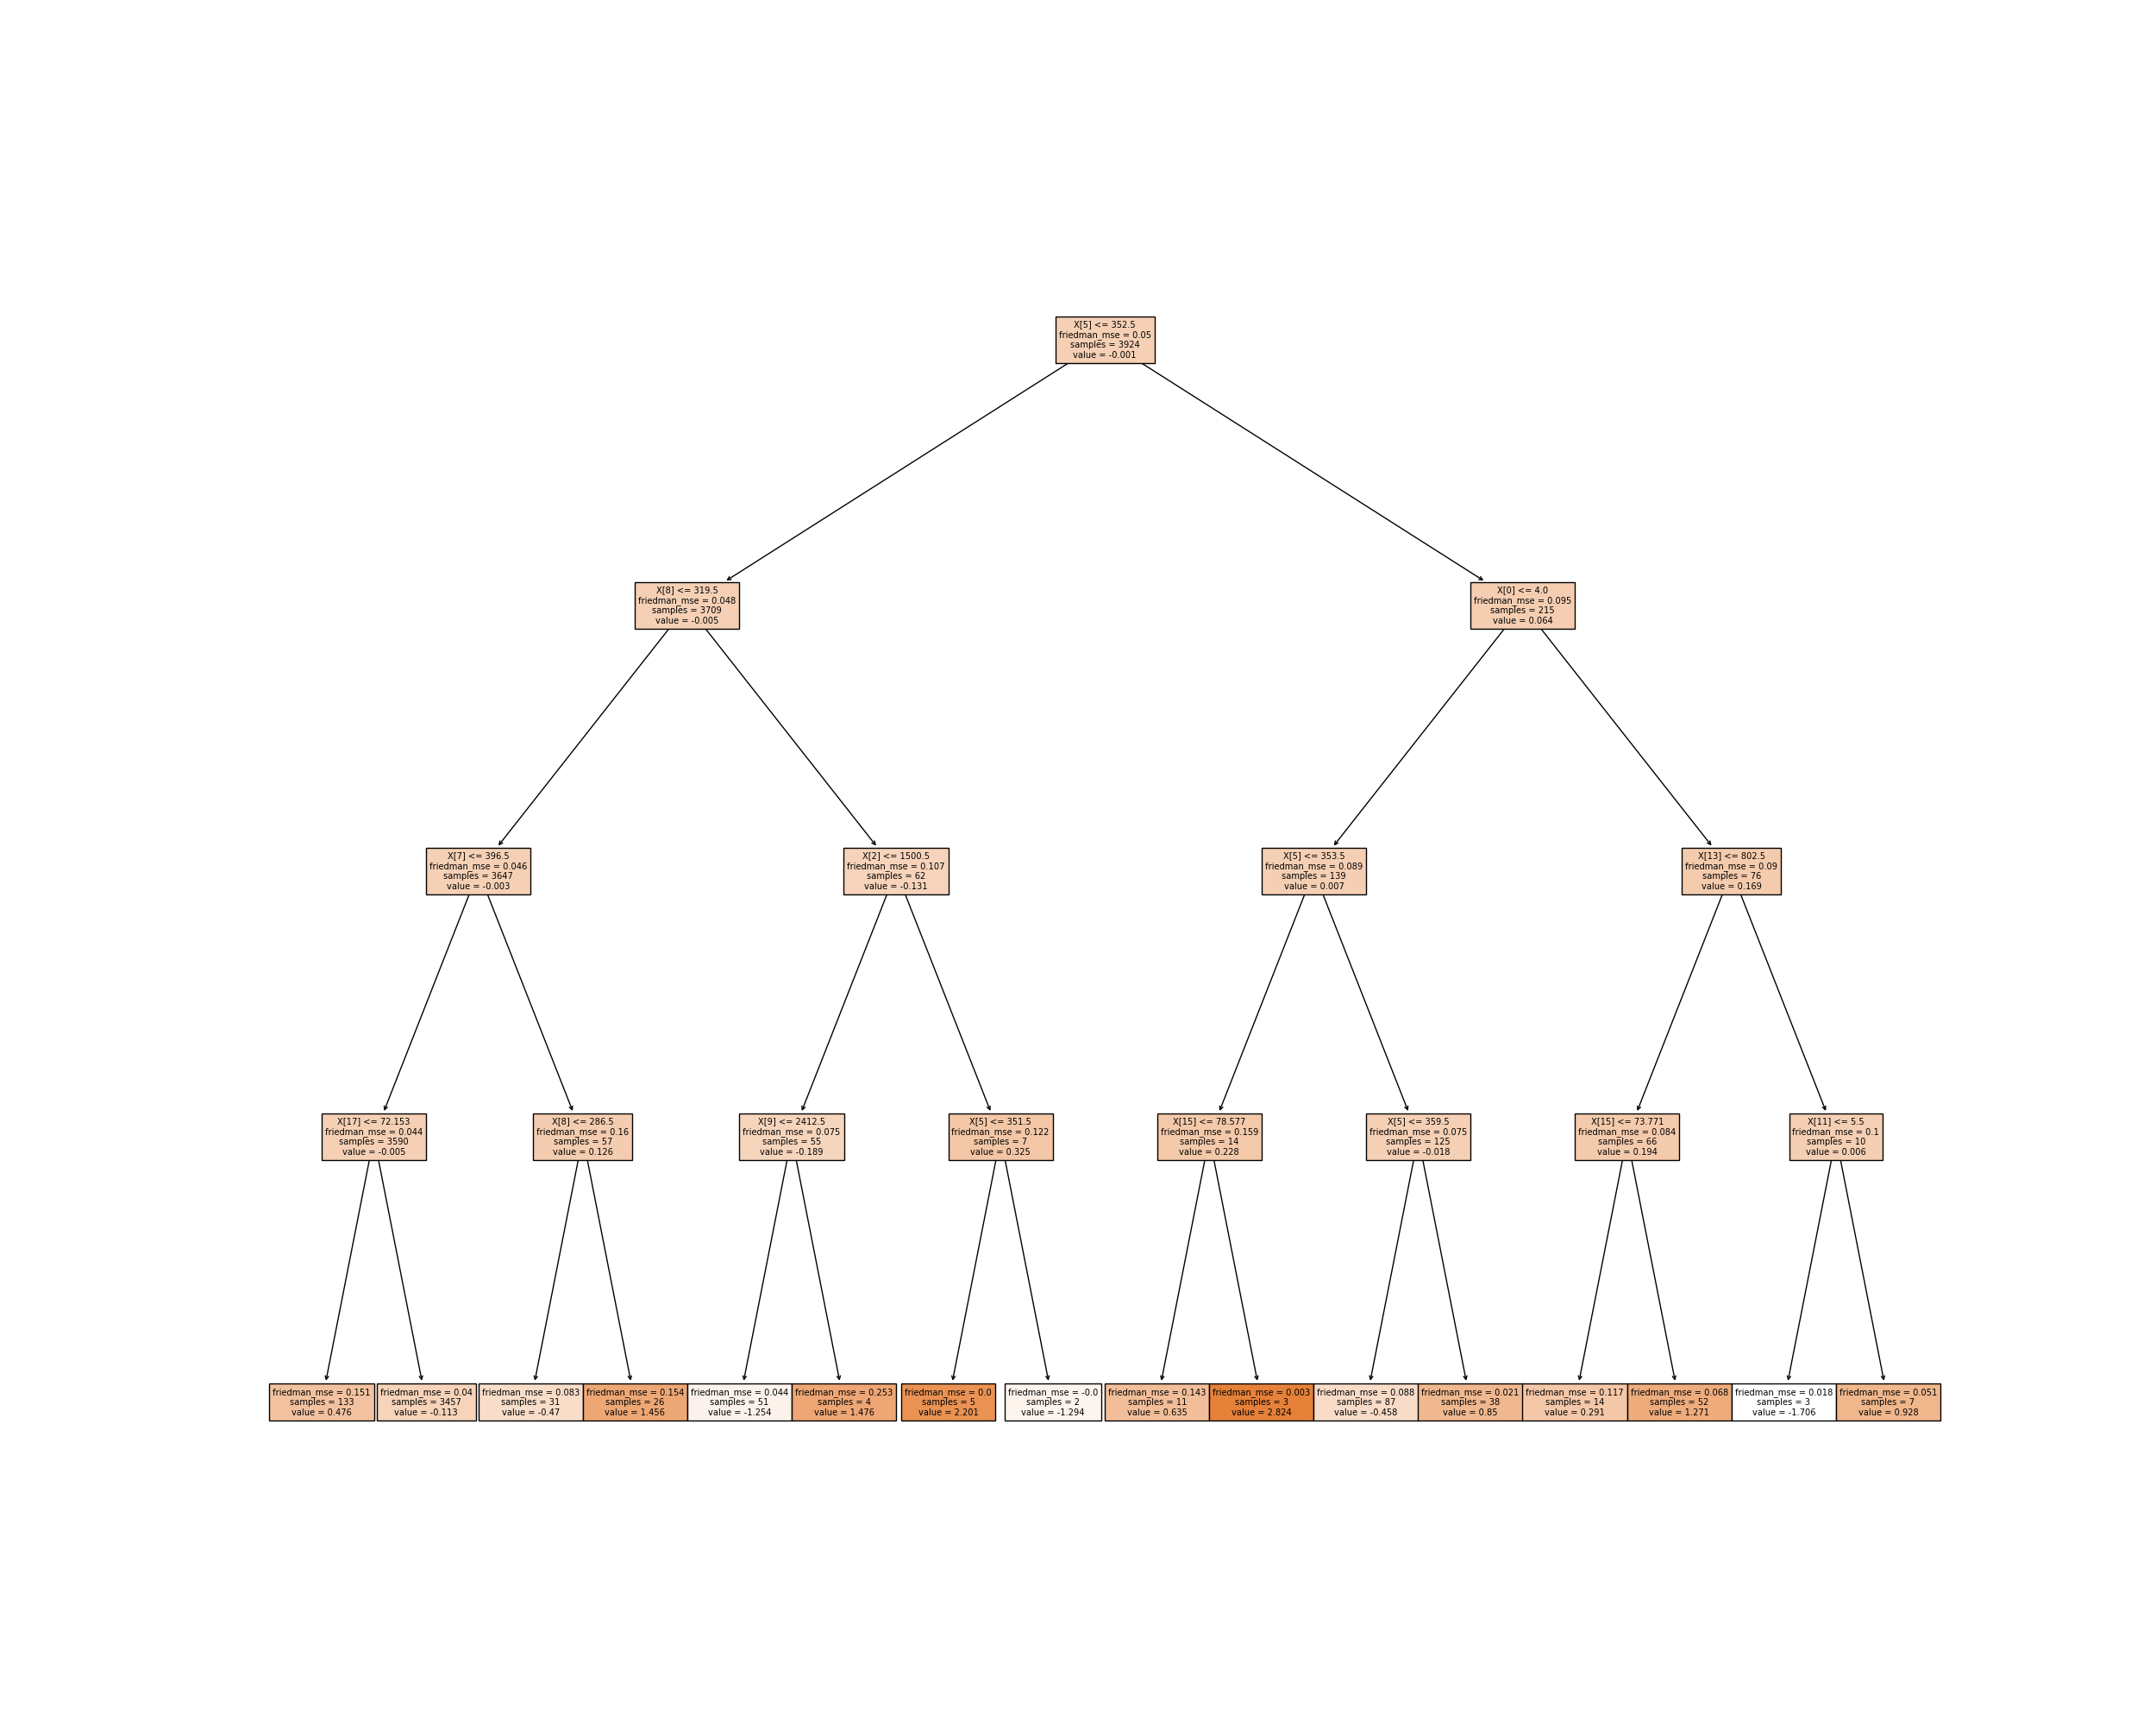 X[5] <= 352.5
friedman_mse = 0.05
samples = 3924
value = -0.001
X[8] <= 319.5
friedman_mse = 0.048
samples = 3709
value = -0.005
X[0] <= 4.0
friedman_mse = 0.095
samples = 215
value = 0.064
X[7] <= 396.5
friedman_mse = 0.046
samples = 3647
value = -0.003
X[2] <= 1500.5
friedman_mse = 0.107
samples = 62
value = -0.131
X[5] <= 353.5
friedman_mse = 0.089
samples = 139
value = 0.007
X[13] <= 802.5
friedman_mse = 0.09
samples = 76
value = 0.169
X[17] <= 72.153
friedman_mse = 0.044
samples = 3590
value = -0.005
X[8] <= 286.5
friedman_mse = 0.16
samples = 57
value = 0.126
X[9] <= 2412.5
friedman_mse = 0.075
samples = 55
value = -0.189
X[5] <= 351.5
friedman_mse = 0.122
samples = 7
value = 0.325
X[15] <= 78.577
friedman_mse = 0.159
samples = 14
value = 0.228
X[5] <= 359.5
friedman_mse = 0.075
samples = 125
value = -0.018
X[15] <= 73.771
friedman_mse = 0.084
samples = 66
value = 0.194
X[11] <= 5.5
friedman_mse = 0.1
samples = 10
value = 0.006
friedman_mse = 0.151
samples = 133
value = 0.476
friedman_mse = 0.04
samples = 3457
value = -0.113
friedman_mse = 0.083
samples = 31
value = -0.47
friedman_mse = 0.154
samples = 26
value = 1.456
friedman_mse = 0.044
samples = 51
value = -1.254
friedman_mse = 0.253
samples = 4
value = 1.476
friedman_mse = 0.0
samples = 5
value = 2.201
friedman_mse = -0.0
samples = 2
value = -1.294
friedman_mse = 0.143
samples = 11
value = 0.635
friedman_mse = 0.003
samples = 3
value = 2.824
friedman_mse = 0.088
samples = 87
value = -0.458
friedman_mse = 0.021
samples = 38
value = 0.85
friedman_mse = 0.117
samples = 14
value = 0.291
friedman_mse = 0.068
samples = 52
value = 1.271
friedman_mse = 0.018
samples = 3
value = -1.706
friedman_mse = 0.051
samples = 7
value = 0.928